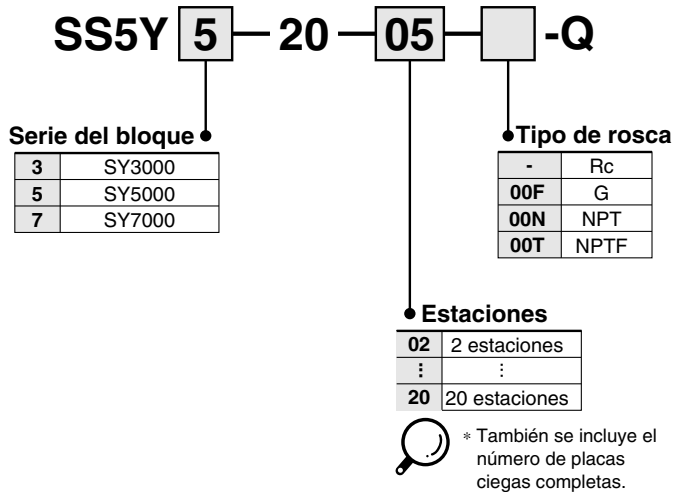 SS5Y 5 — 20 — 05 — -Q
Serie del bloque
3 SY3000
5 SY5000
7 SY7000
Tipo de rosca
- Rc
00F G
00N NPT
00T NPTF
Estaciones
02 2 estaciones
⋮ ⋮
20 20 estaciones
* También se incluye el
número de placas
ciegas completas.